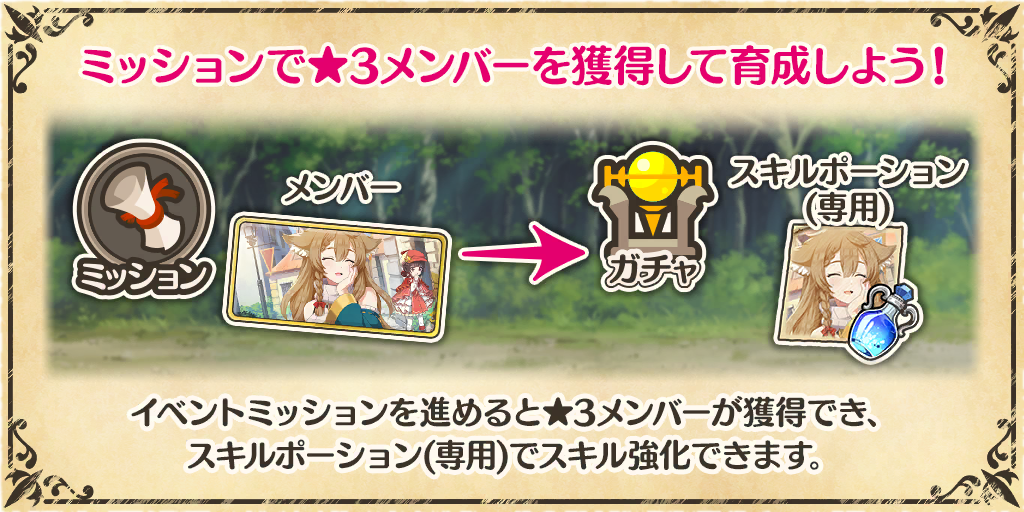 ミッションで★3メンバーを獲得して育成しよう!
ミッション
メンバー
ガチャ
スキルポーション
(専用)
イベントミッションを進めると★3メンバーが獲得でき、
スキルポーション(専用)でスキル強化できます。